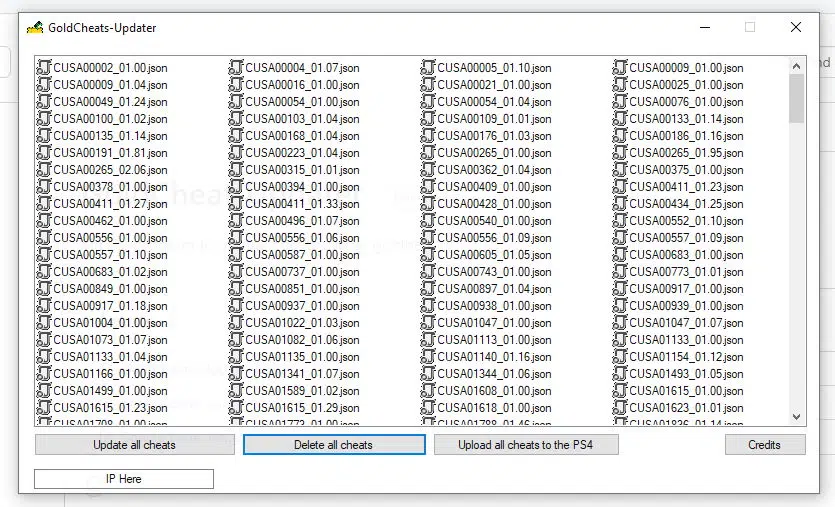 GoldCheats-Updater
CUSA00002_01.00.json CUSA00004_01.07.json CUSA00005_01.10.json CUSA00009_01.00.json
CUSA00009_01.04.json CUSA00016_01.00.json CUSA00021_01.00.json CUSA00025_01.00.json
CUSA00049_01.24.json CUSA00054_01.00.json CUSA00054_01.04.json CUSA00076_01.00.json
CUSA00100_01.02.json CUSA00103_01.04.json CUSA00109_01.01.json CUSA00133_01.14.json
CUSA00135_01.14.json CUSA00168_01.04.json CUSA00176_01.03.json CUSA00186_01.16.json
CUSA00191_01.81.json CUSA00223_01.04.json CUSA00265_01.00.json CUSA00265_01.95.json
CUSA00265_02.06.json CUSA00315_01.01.json CUSA00362_01.04.json CUSA00375_01.00.json
CUSA00378_01.00.json CUSA00394_01.00.json CUSA00409_01.00.json CUSA00411_01.23.json
CUSA00411_01.27.json CUSA00411_01.33.json CUSA00428_01.00.json CUSA00434_01.25.json
CUSA00462_01.00.json CUSA00496_01.07.json CUSA00540_01.00.json CUSA00552_01.10.json
CUSA00556_01.00.json CUSA00556_01.06.json CUSA00556_01.09.json CUSA00557_01.09.json
CUSA00557_01.10.json CUSA00587_01.00.json CUSA00605_01.05.json CUSA00683_01.00.json
CUSA00683_01.02.json CUSA00737_01.00.json CUSA00743_01.00.json CUSA00773_01.01.json
CUSA00849_01.00.json CUSA00851_01.00.json CUSA00897_01.04.json CUSA00917_01.00.json
CUSA00917_01.18.json CUSA00937_01.00.json CUSA00938_01.00.json CUSA00939_01.00.json
CUSA01004_01.00.json CUSA01022_01.03.json CUSA01047_01.00.json CUSA01047_01.07.json
CUSA01073_01.07.json CUSA01082_01.06.json CUSA01113_01.00.json CUSA01133_01.00.json
CUSA01133_01.04.json CUSA01135_01.00.json CUSA01140_01.16.json CUSA01154_01.12.json
CUSA01166_01.00.json CUSA01341_01.07.json CUSA01344_01.06.json CUSA01493_01.05.json
CUSA01499_01.00.json CUSA01589_01.02.json CUSA01608_01.00.json CUSA01615_01.00.json
CUSA01615_01.23.json CUSA01615_01.29.json CUSA01618_01.00.json CUSA01623_01.01.json
Update all cheats Delete all cheats Upload all cheats to the PS4 Credits
IP Here